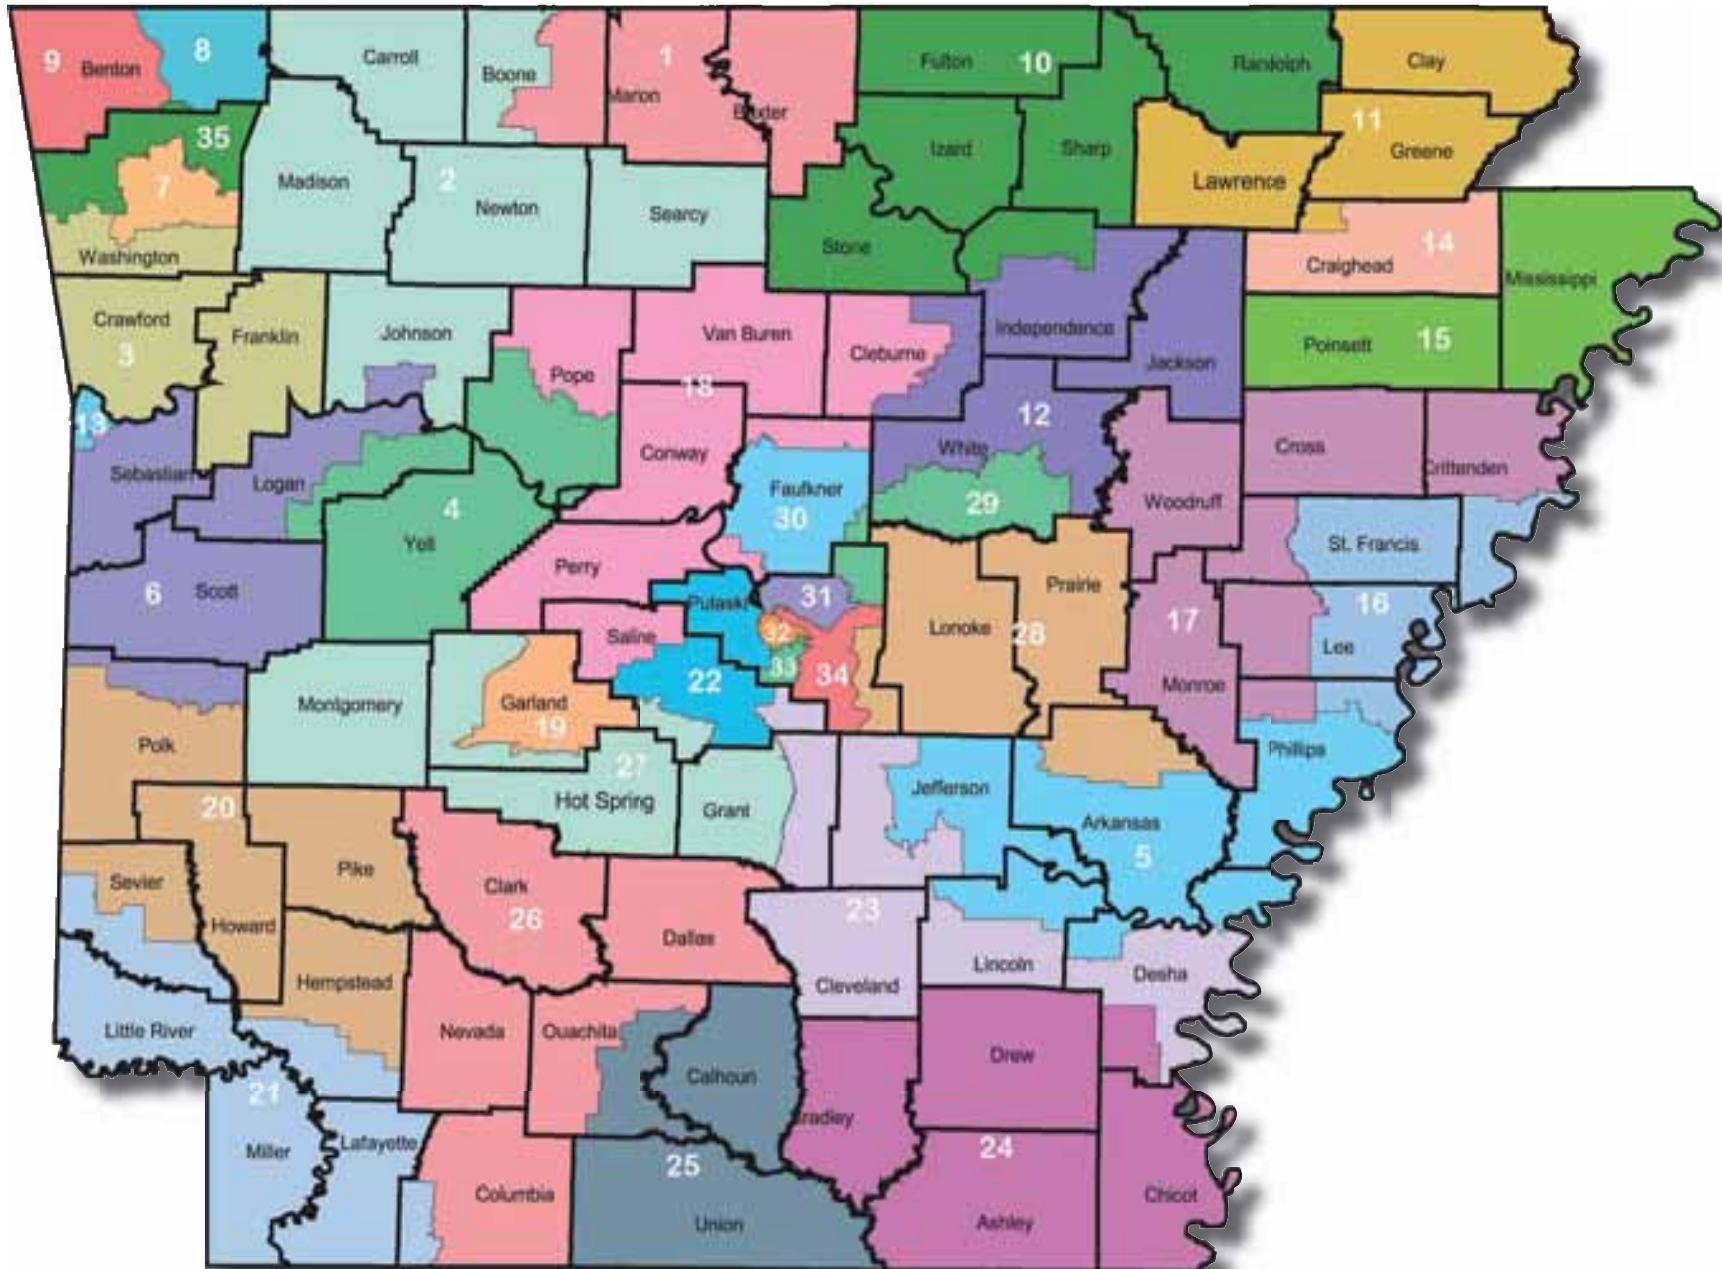 9
Benton
8
Carroll
Boone
1
Marion
Baxter
Fulton
10
Randolph
Clay
35
7
Washington
Madison
2
Newton
Searcy
Stone
Izard
Sharp
Lawrence
11
Greene
14
Craighead
Mississippi
Crawford
3
Franklin
Johnson
Pope
Van Buren
18
Cleburne
Independence
Jackson
Poinsett
15
13
Sebastian
Logan
4
Yell
Conway
Faulkner
30
White
12
29
Woodruff
Cross
Crittenden
6
Scott
Perry
Saline
Pulaski
31
32
33
34
22
Lonoke
28
Prairie
17
Monroe
St. Francis
16
Lee
Phillips
Polk
Montgomery
Garland
19
27
Hot Spring
Grant
Jefferson
Arkansas
5
20
Sevier
Howard
Pike
Clark
26
Dallas
23
Cleveland
Lincoln
Desha
Hempstead
Little River
Nevada
Ouachita
Calhoun
Drew
21
Miller
Lafayette
Columbia
25
Union
radley
24
Ashley
Chicot